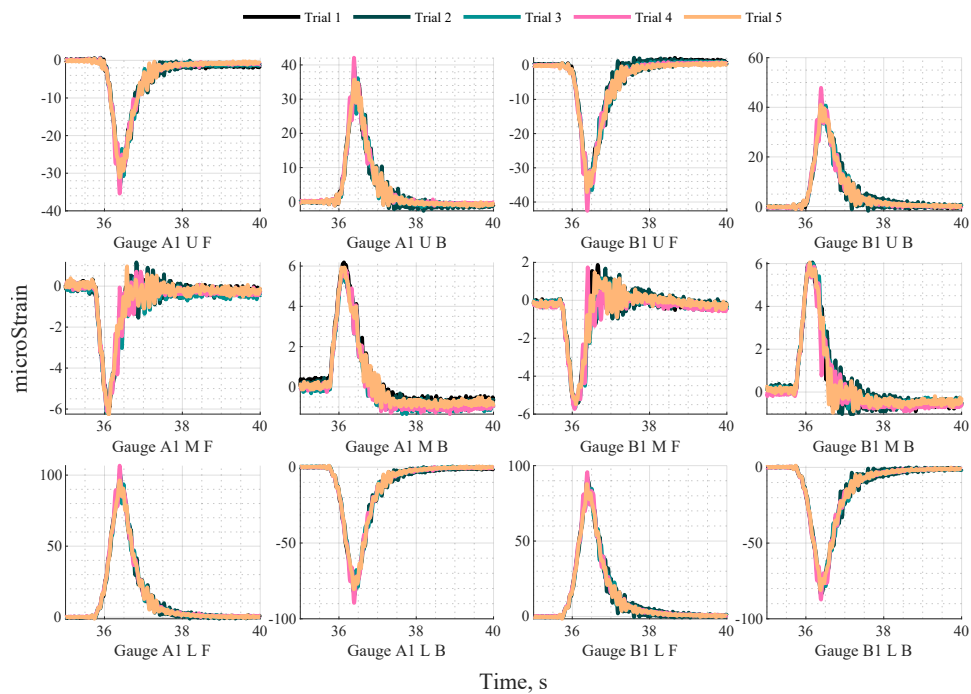 Trial 1 Trial 2 Trial 3 Trial 4 Trial 5
0
-10
-20
-30
-40
36 38 40
Gauge A1 U F
40
30
20
10
0
36 38 40
Gauge A1 U B
0
-10
-20
-30
-40
36 38 40
Gauge B1 U F
60
40
20
0
36 38 40
Gauge B1 U B
microStrain
0
-2
-4
-6
36 38 40
Gauge A1 M F
6
4
2
0
36 38 40
Gauge A1 M B
2
0
-2
-4
-6
36 38 40
Gauge B1 M F
6
4
2
0
36 38 40
Gauge B1 M B
100
50
0
36 38 40
Gauge A1 L F
0
-50
-100
36 38 40
Gauge A1 L B
100
50
0
36 38 40
Gauge B1 L F
0
-50
-100
36 38 40
Gauge B1 L B
Time, s